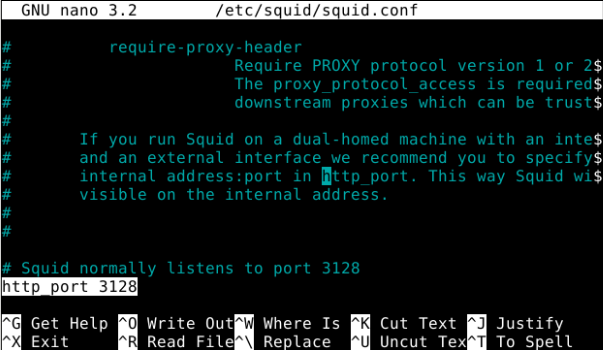 GNU nano 3.2 /etc/squid/squid.conf
# require-proxy-header
# Require PROXY protocol version 1 or 2$
# The proxy_protocol_access is required$
# downstream proxies which can be trust$
#
# If you run Squid on a dual-homed machine with an inte$
# and an external interface we recommend you to specify$
# internal address:port in http_port. This way Squid wi$
# visible on the internal address.
#
#
# Squid normally listens to port 3128
http_port 3128
^G Get Help ^O Write Out ^W Where Is ^K Cut Text ^J Justify
^X Exit ^R Read File ^\ Replace ^U Uncut Tex ^T To Spell